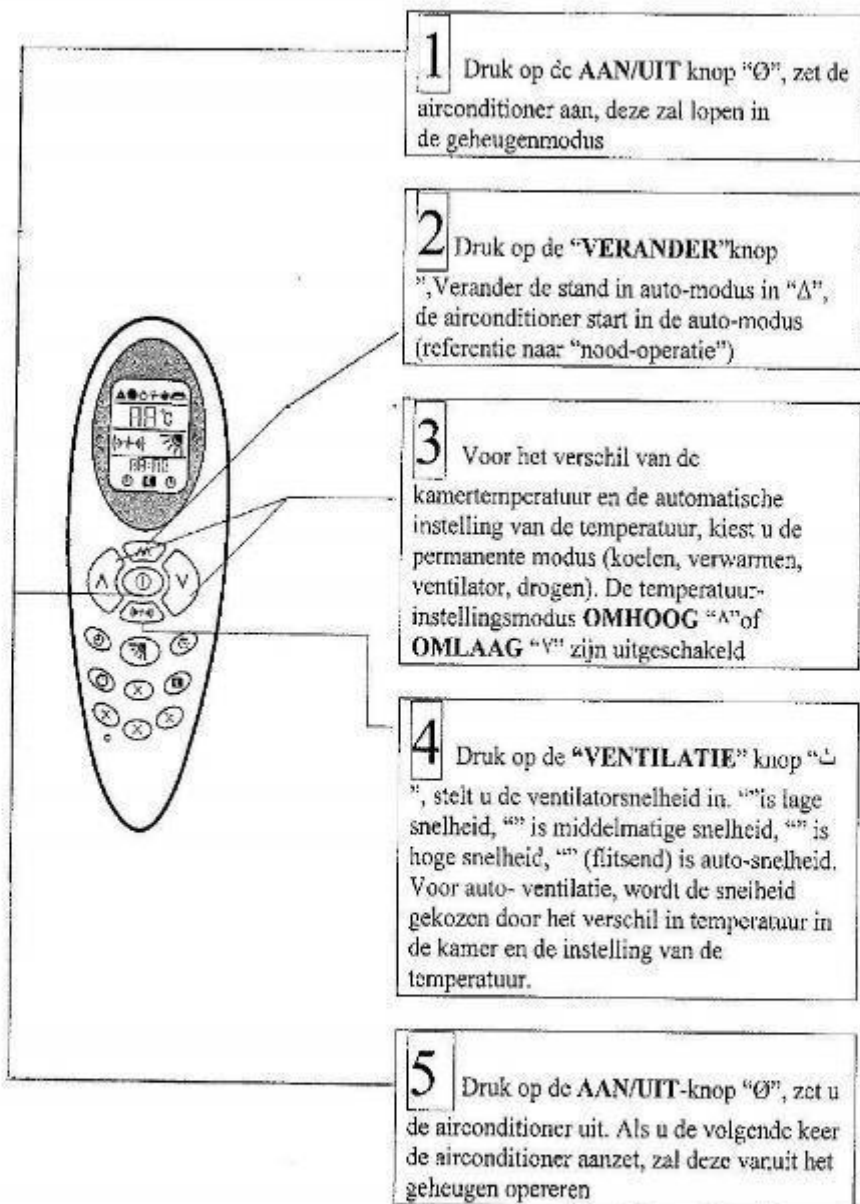 1 Druk op de AAN/UIT knop “Ø”, zet de
airconditioner aan, deze zal lopen in
de geheugenmodus
2 Druk op de “VERANDER”knop
”,Verander de stand in auto-modus in “Δ”,
de airconditioner start in de auto-modus
(referentie naar “nood-operatie”)
°C
3 Voor het verschil van de
kamertemperatuur en de automatische
instelling van de temperatuur, kiest u de
permanente modus (koelen, verwarmen,
ventilator, drogen). De temperatuur-
instellingsmodus OMHOOG “∧”of
OMLAAG “∨” zijn uitgeschakeld
4 Druk op de “VENTILATIE” knop “
”, stelt u de ventilatorsnelheid in. “”is lage
snelheid, “” is middelmatige snelheid, “” is
hoge snelheid, “” (flitsend) is auto-snelheid.
Voor auto- ventilatie, wordt de snelheid
gekozen door het verschil in temperatuur in
de kamer en de instelling van de
temperatuur.
5 Druk op de AAN/UIT-knop “Ø”, zet u
de airconditioner uit. Als u de volgende keer
de airconditioner aanzet, zal deze vanuit het
geheugen opereren